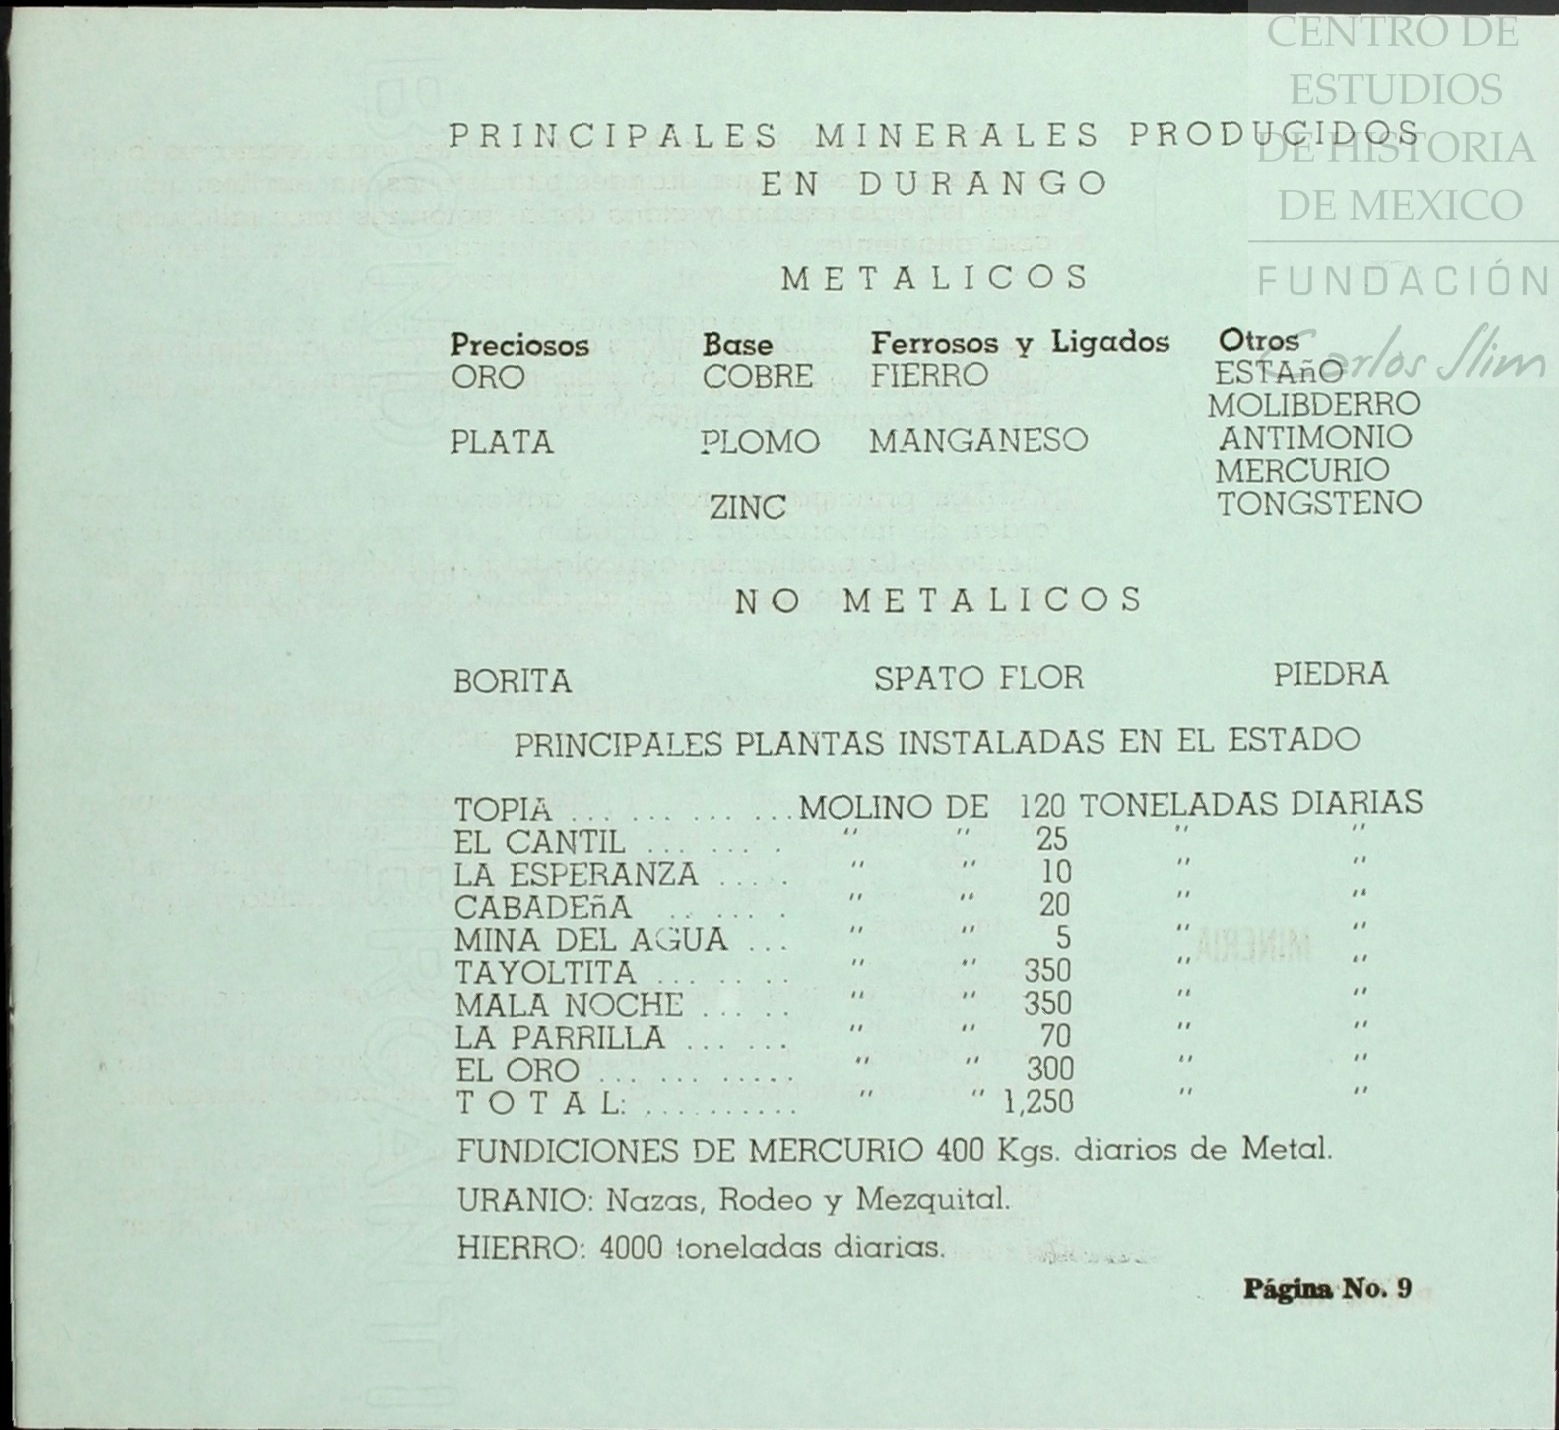 CENTRO DE
ESTUDIOS
DE HISTORIA
DE MEXICO
FUNDACIÓN
Carlos Slim
PRINCIPALES MINERALES PRODUCIDOS
EN DURANGO
METALICOS
Preciosos Base Ferrosos y Ligados Otros
ORO COBRE FIERRO ESTAñO
MOLIBDERRO
PLATA PLOMO MANGANESO ANTIMONIO
MERCURIO
ZINC TONGSTENO
NO METALICOS
BORITA SPATO FLOR PIEDRA
PRINCIPALES PLANTAS INSTALADAS EN EL ESTADO
TOPIA ... ... ... ... MOLINO DE 120 TONELADAS DIARIAS
EL CANTIL ... ... . . " " 25 " "
LA ESPERANZA ... . . " " 10 " "
CABADEñA .. ... . . " " 20 " "
MINA DEL AGUA ... " " 5 " "
TAYOLTITA ... ... . . " " 350 " "
MALA NOCHE ... .. . " " 350 " "
LA PARRILLA ... ... " " 70 " "
EL ORO ... ... ..... " " 300 " "
TOTAL: .......... " " 1,250 " "
FUNDICIONES DE MERCURIO 400 Kgs. diarios de Metal.
URANIO: Nazas, Rodeo y Mezquital.
HIERRO: 4000 toneladas diarias.
Página No. 9